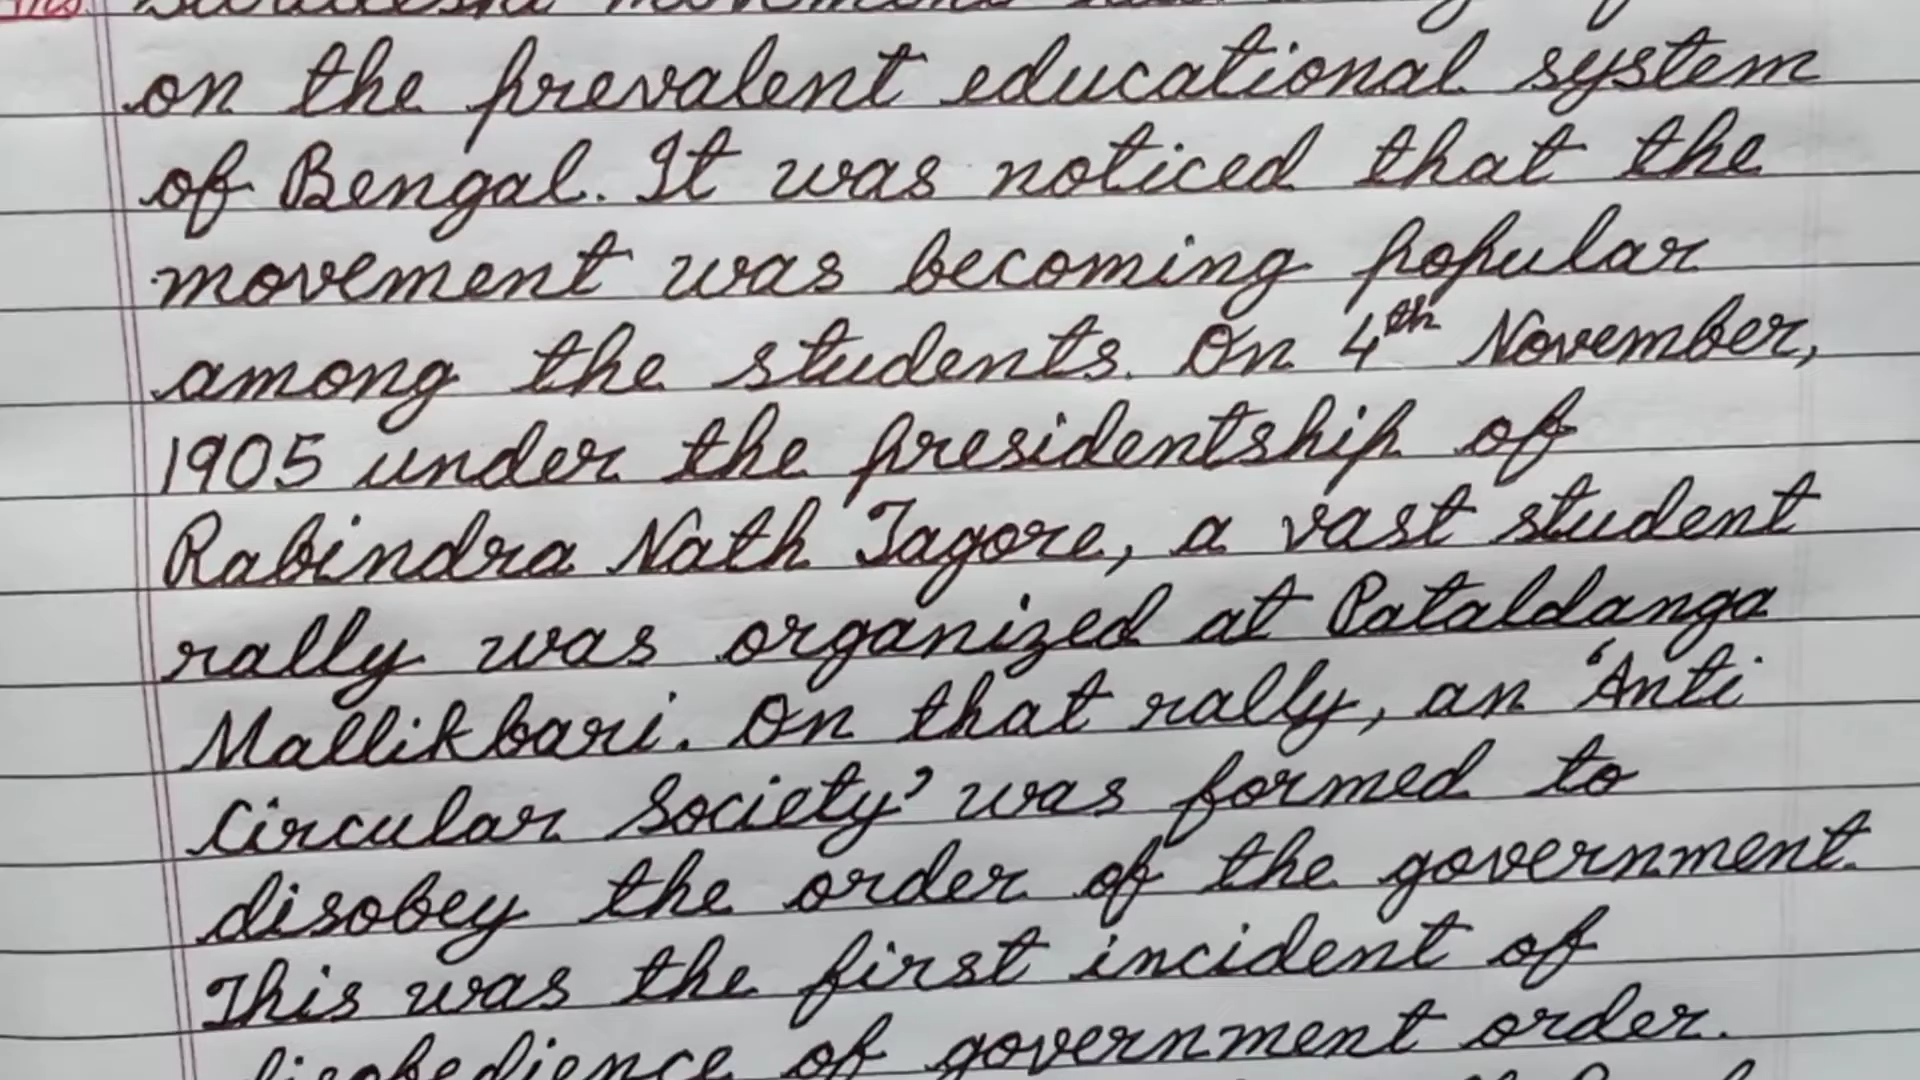 on the prevalent educational system
of Bengal. It was noticed that the
movement was becoming popular
among the students. On 4th November,
1905 under the presidentship of
Rabindra Nath Tagore, a vast student
rally was organized at Pataldanga
Mallikbari. On that rally, an 'Anti
Circular Society' was formed to
disobey the order of the government.
This was the first incident of
disobedience of government order.